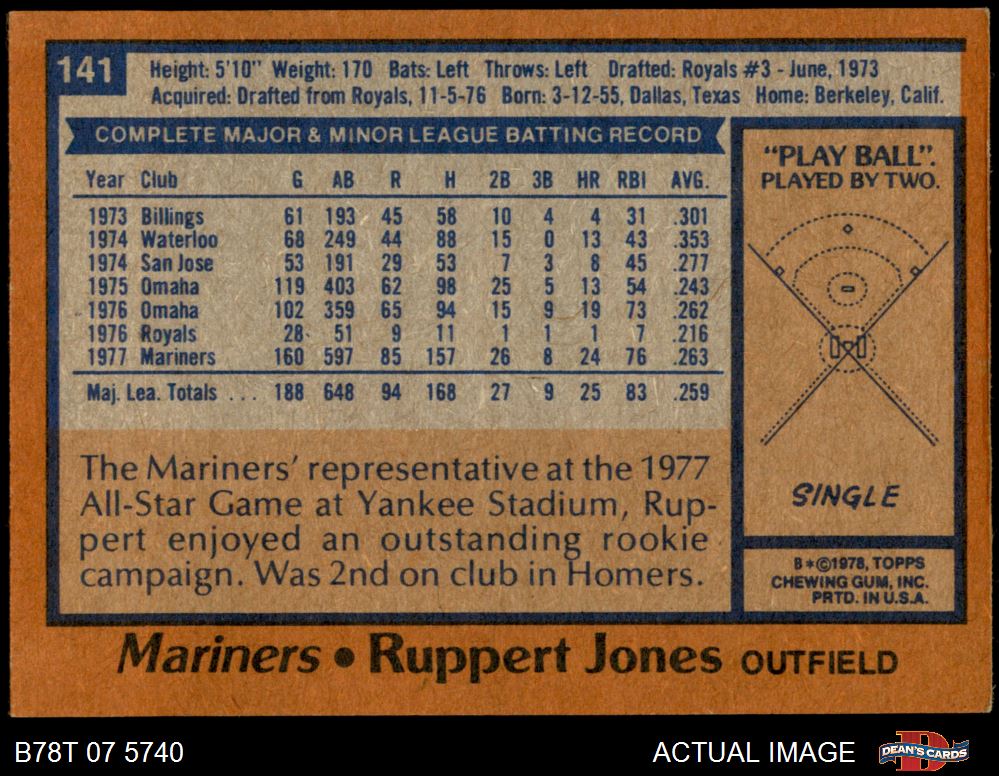 141
Height: 5'10" Weight: 170 Bats: Left Throws: Left Drafted: Royals #3 - June, 1973
Acquired: Drafted from Royals, 11-5-76 Born: 3-12-55, Dallas, Texas Home: Berkeley, Calif.
COMPLETE MAJOR & MINOR LEAGUE BATTING RECORD
Year Club G AB R H 2B 3B HR RBI AVG.
1973 Billings 61 193 45 58 10 4 4 31 .301
1974 Waterloo 68 249 44 88 15 0 13 43 .353
1974 San Jose 53 191 29 53 7 3 8 45 .277
1975 Omaha 119 403 62 98 25 5 13 54 .243
1976 Omaha 102 359 65 94 15 9 19 73 .262
1976 Royals 28 51 9 11 1 1 1 7 .216
1977 Mariners 160 597 85 157 26 8 24 76 .263
Maj. Lea. Totals ... 188 648 94 168 27 9 25 83 .259
The Mariners' representative at the 1977
All-Star Game at Yankee Stadium, Rup-
pert enjoyed an outstanding rookie
campaign. Was 2nd on club in Homers.
"PLAY BALL".
PLAYED BY TWO.
SINGLE
B*©1978, TOPPS
CHEWING GUM, INC.
PRTD. IN U.S.A.
Mariners • Ruppert Jones OUTFIELD
B78T 07 5740
ACTUAL IMAGE
DEAN'S CARDS